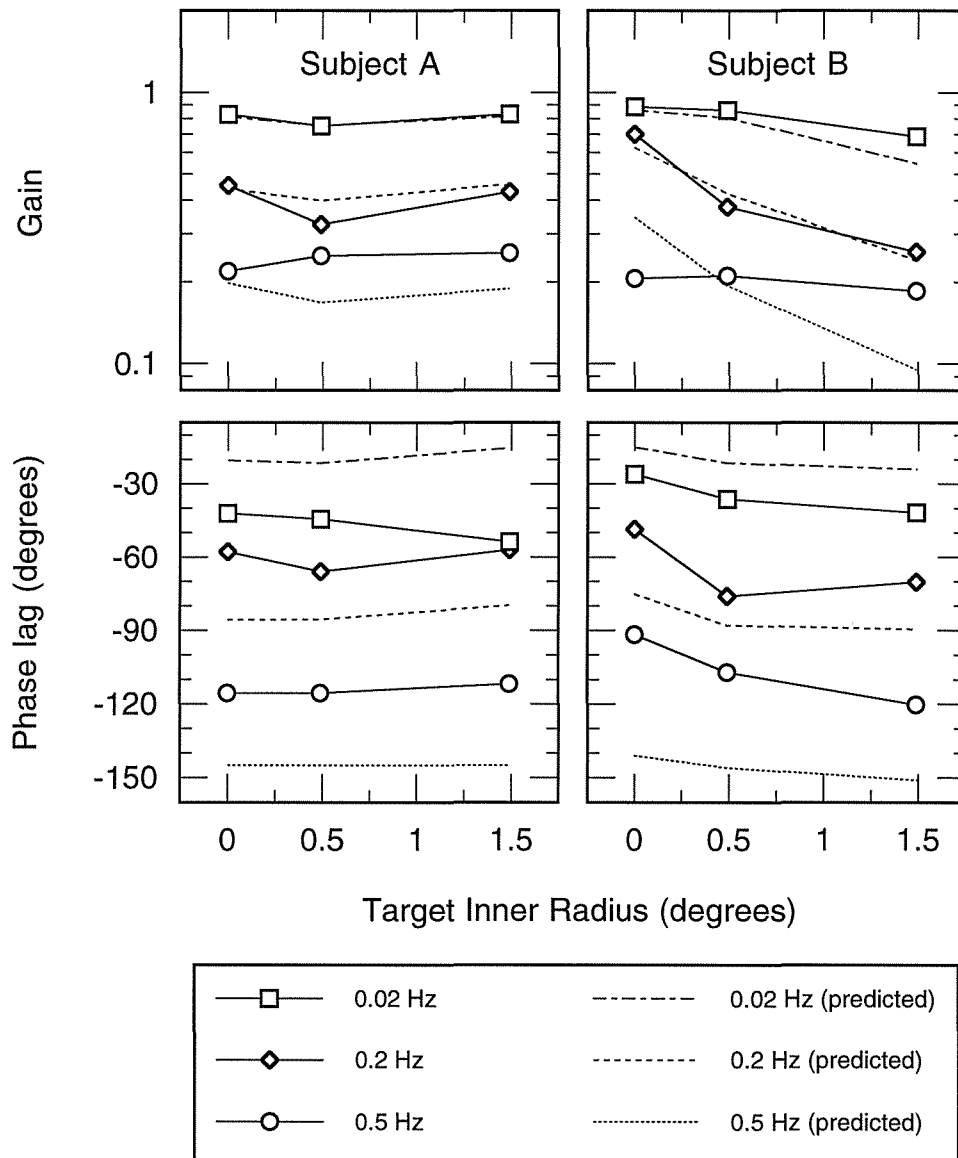 Subject A
Subject B
Gain
1
0.1
Phase lag (degrees)
-30
-60
-90
-120
-150
0 0.5 1 1.5
0 0.5 1 1.5
Target Inner Radius (degrees)
0.02 Hz
0.02 Hz (predicted)
0.2 Hz
0.2 Hz (predicted)
0.5 Hz
0.5 Hz (predicted)